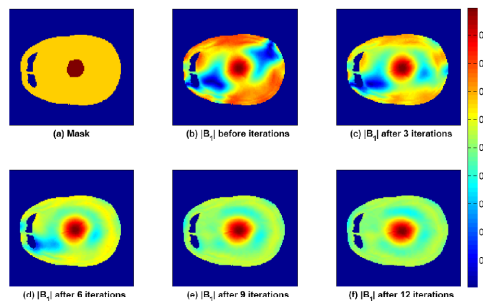 (a) Mask
(b) |B1| before iterations
(c) |B1| after 3 iterations
(d) |B1| after 6 iterations
(e) |B1| after 9 iterations
(f) |B1| after 12 iterations